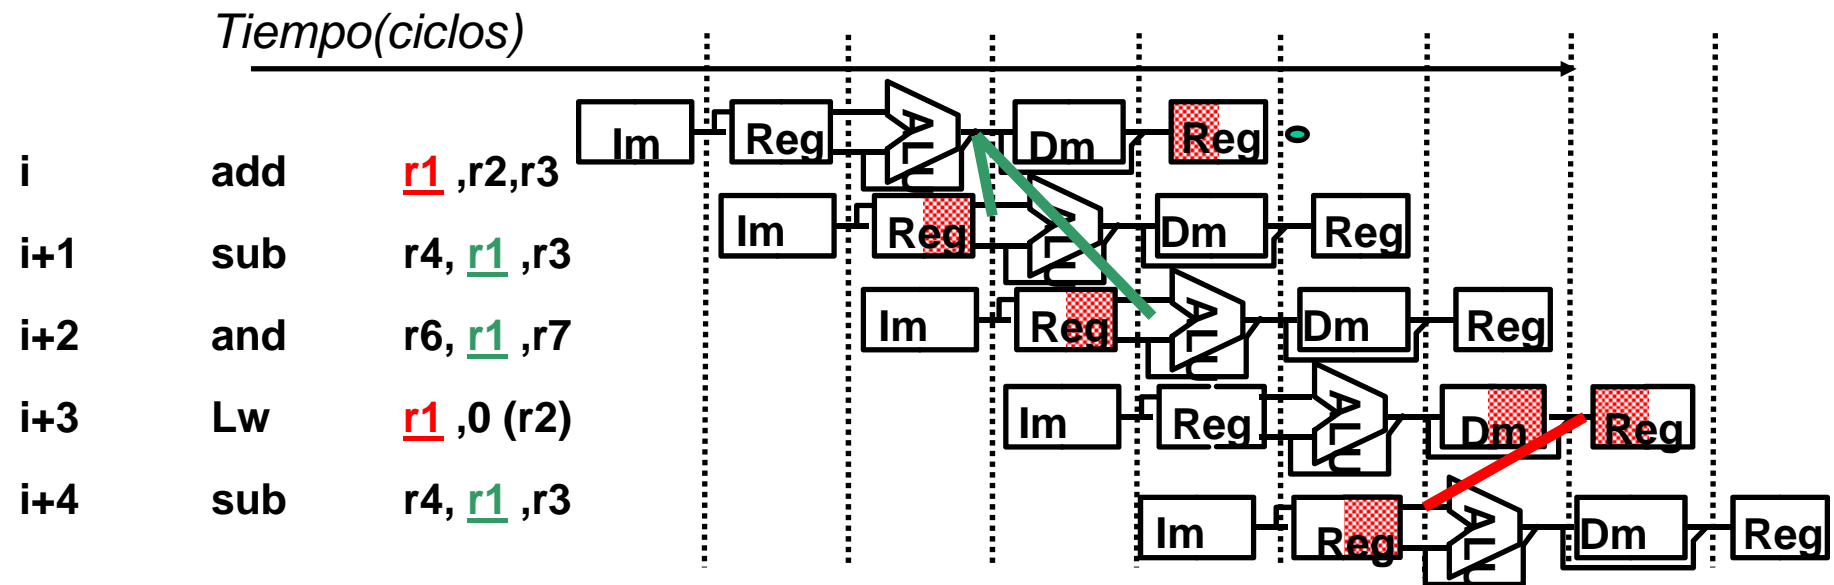 Tiempo(ciclos)
Im Reg ALU Dm Reg
i add r1 ,r2,r3
Im Reg ALU Dm Reg
i+1 sub r4, r1 ,r3
Im Reg ALU Dm Reg
i+2 and r6, r1 ,r7
Im Reg ALU Dm Reg
i+3 Lw r1 ,0 (r2)
i+4 sub r4, r1 ,r3
Im Reg ALU Dm Reg